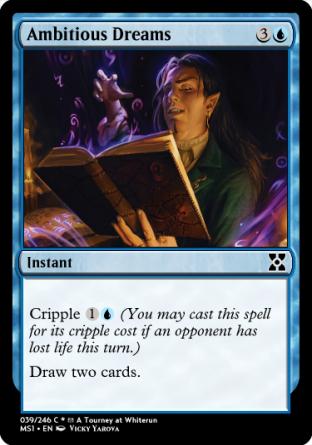 Ambitious Dreams 3
Instant
Cripple 1 (You may cast this spell
for its cripple cost if an opponent has
lost life this turn.)
Draw two cards.
039/246 C * A Tourney at Whiterun
MS1 • EN Vicky Yarova